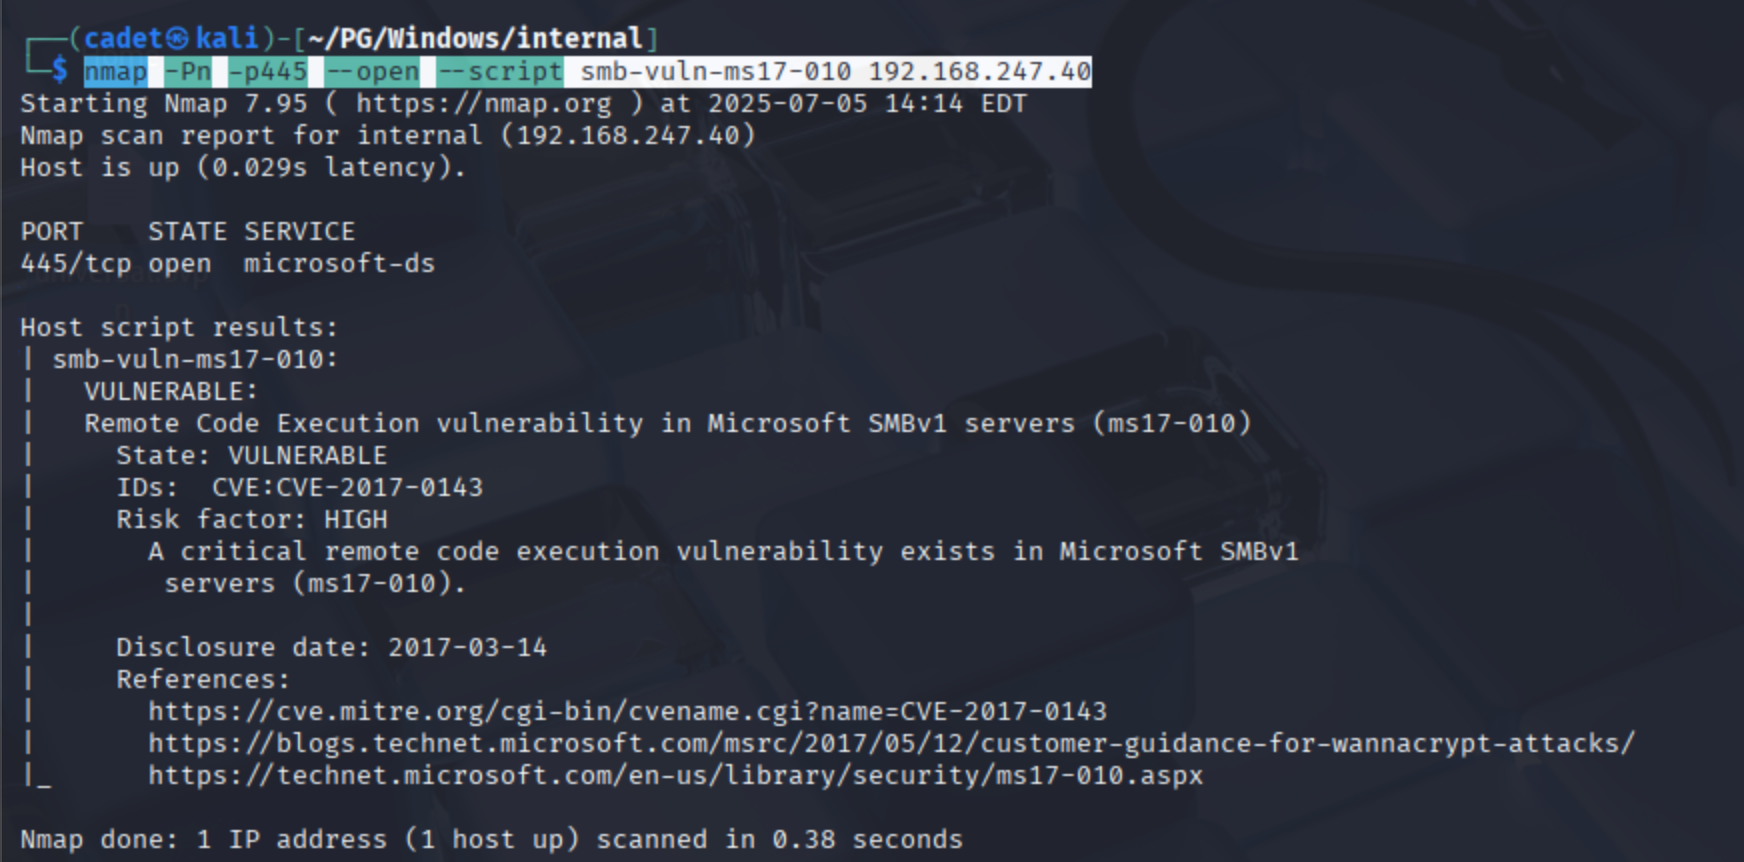 ┌──(cadet㉿kali)-[~/PG/Windows/internal]
└─$ nmap -Pn -p445 --open --script smb-vuln-ms17-010 192.168.247.40
Starting Nmap 7.95 ( https://nmap.org ) at 2025-07-05 14:14 EDT
Nmap scan report for internal (192.168.247.40)
Host is up (0.029s latency).

PORT    STATE SERVICE
445/tcp open  microsoft-ds

Host script results:
| smb-vuln-ms17-010:
|   VULNERABLE:
|   Remote Code Execution vulnerability in Microsoft SMBv1 servers (ms17-010)
|     State: VULNERABLE
|     IDs:  CVE:CVE-2017-0143
|     Risk factor: HIGH
|       A critical remote code execution vulnerability exists in Microsoft SMBv1
|        servers (ms17-010).
|
|     Disclosure date: 2017-03-14
|     References:
|       https://cve.mitre.org/cgi-bin/cvename.cgi?name=CVE-2017-0143
|       https://blogs.technet.microsoft.com/msrc/2017/05/12/customer-guidance-for-wannacrypt-attacks/
|_      https://technet.microsoft.com/en-us/library/security/ms17-010.aspx

Nmap done: 1 IP address (1 host up) scanned in 0.38 seconds